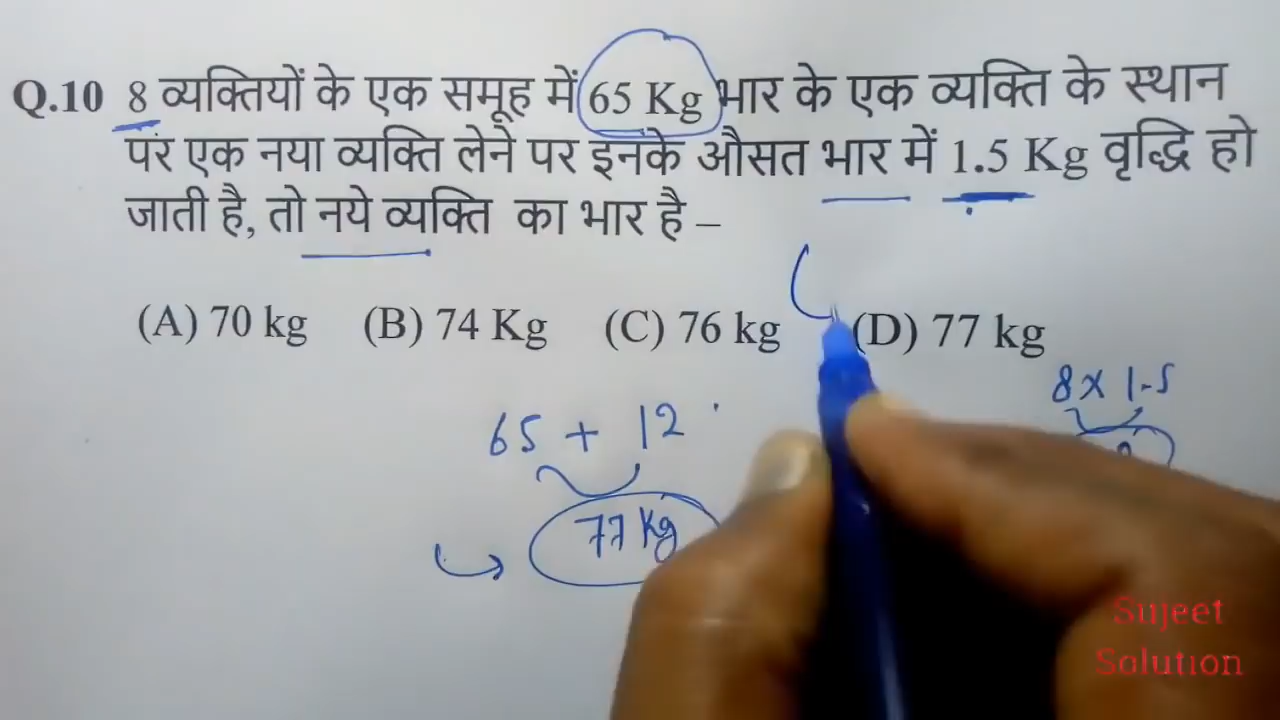 Q.10 8 व्यक्तियों के एक समूह में 65 Kg भार के एक व्यक्ति के स्थान
पर एक नया व्यक्ति लेने पर इनके औसत भार में 1.5 Kg वृद्धि हो
जाती है, तो नये व्यक्ति का भार है –
(A) 70 kg (B) 74 Kg (C) 76 kg (D) 77 kg
8 x 1.5
65 + 12
77 Kg
Sujeet
Solution